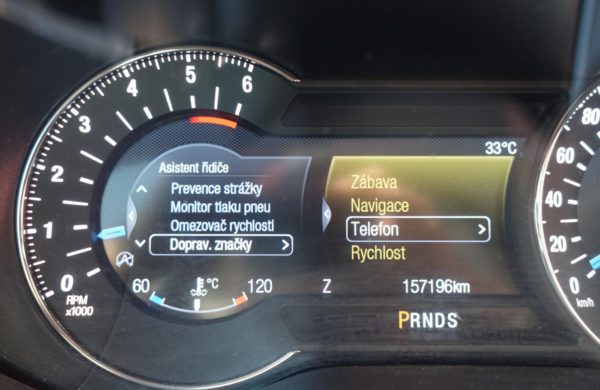 6
5
4
3
2
1
0
RPM
x1000
Asistent řidiče
Prevence strážky
Monitor tlaku pneu
Omezovač rychlosti
Doprav. značky
60 °C 120
33°C
Zábava
Navigace
Telefon
Rychlost
Z 157196km
PRNDS
80
60
40
20
0
km/h